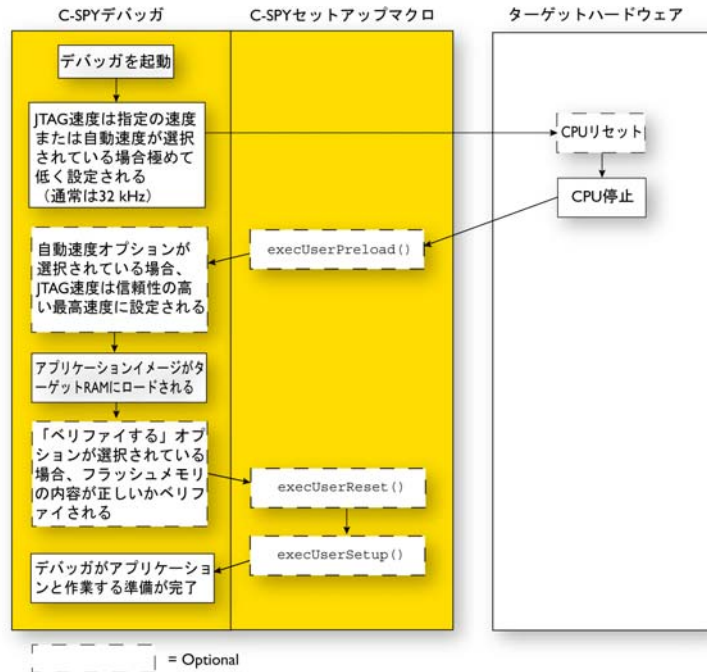 C-SPYデバッガ
C-SPYセットアップマクロ
ターゲットハードウェア
デバッガを起動
JTAG速度は指定の速度
または自動速度が選択
されている場合極めて
低く設定される
（通常は32 kHz）
CPUリセット
CPU停止
execUserPreload()
自動速度オプションが
選択されている場合、
JTAG速度は信頼性の高
い最高速度に設定される
アプリケーションイメージがタ
ーゲットRAMにロードされる
「ベリファイする」オプ
ションが選択されている
場合、フラッシュメモリ
の内容が正しいかベリフ
ァイされる
execUserReset()
execUserSetup()
デバッガがアプリケーショ
ンと作業する準備が完了
= Optional